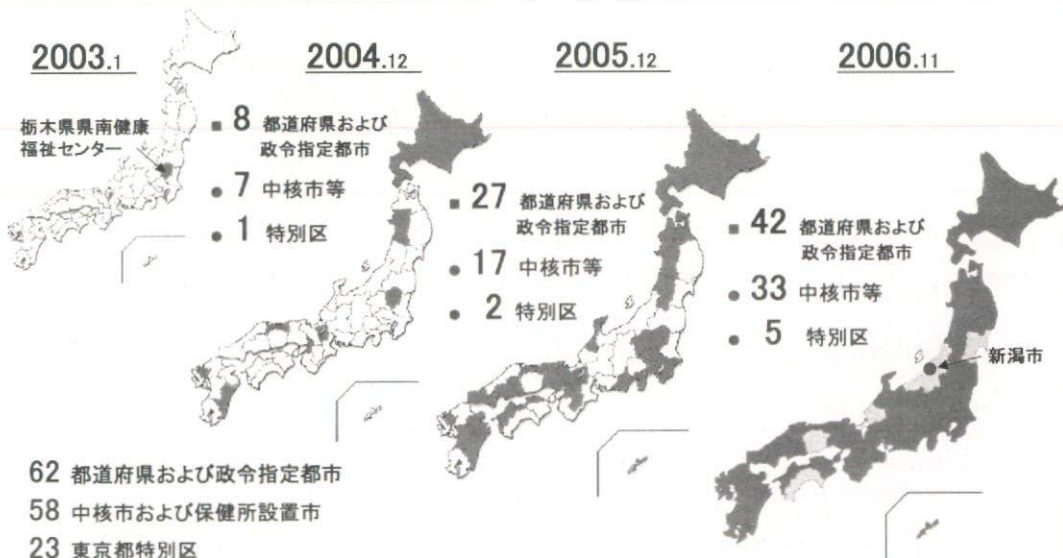 2003.1
栃木県県南健康
福祉センター
2004.12
■ 8 都道府県および
政令指定都市
● 7 中核市等
● 1 特別区
2005.12
■ 27 都道府県および
政令指定都市
● 17 中核市等
● 2 特別区
2006.11
■ 42 都道府県および
政令指定都市
● 33 中核市等
● 5 特別区
新潟市
62 都道府県および政令指定都市
58 中核市および保健所設置市
23 東京都特別区